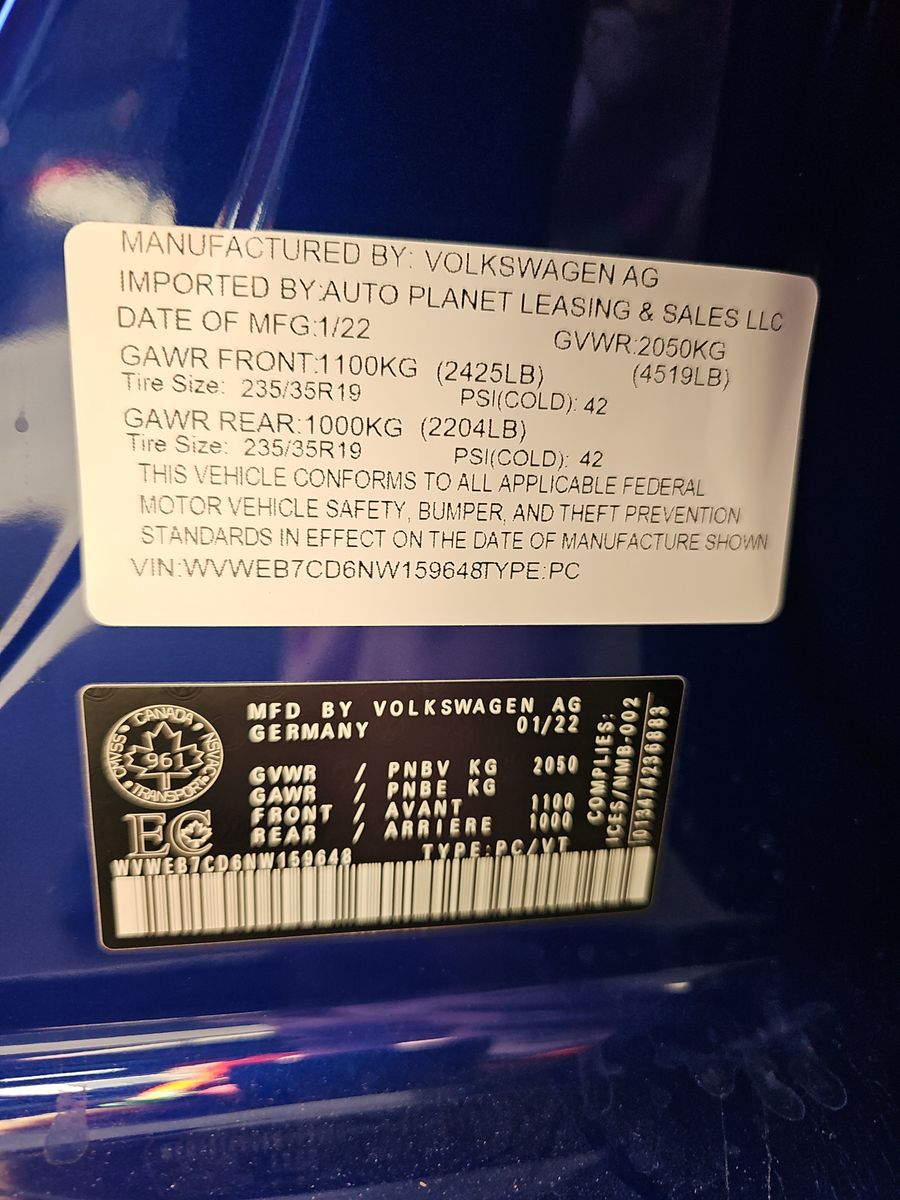 MANUFACTURED BY: VOLKSWAGEN AG
IMPORTED BY:AUTO PLANET LEASING & SALES LLC
DATE OF MFG:1/22 GVWR:2050KG
GAWR FRONT:1100KG (2425LB) (4519LB)
Tire Size: 235/35R19 PSI(COLD): 42
GAWR REAR:1000KG (2204LB)
Tire Size: 235/35R19 PSI(COLD): 42
THIS VEHICLE CONFORMS TO ALL APPLICABLE FEDERAL
MOTOR VEHICLE SAFETY, BUMPER, AND THEFT PREVENTION
STANDARDS IN EFFECT ON THE DATE OF MANUFACTURE SHOWN
VIN:WVWEB7CD6NW159648TYPE:PC
CANADA
NSVAC
961
CMVSS
TRANSPORT
EC
MFD BY VOLKSWAGEN AG
GERMANY 01/22
GVWR / PNBV KG 2050
GAWR / PNBE KG
FRONT / AVANT 1100
REAR / ARRIERE 1000
TYPE:PC/VT
WVWEB7CD6NW159648
COMPLIES:
ICES/NMB-002
ID13474236883